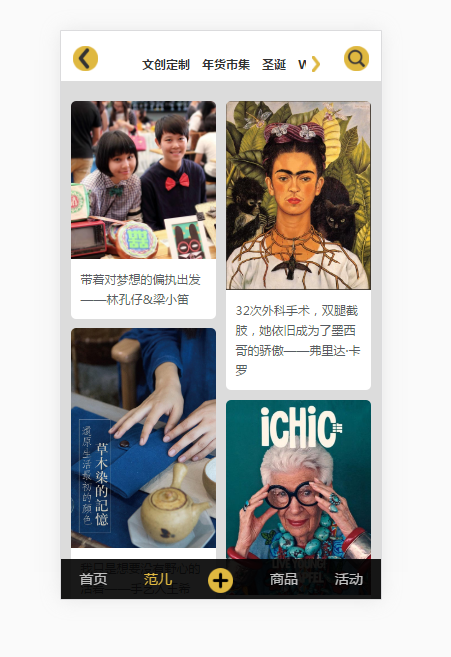 文创定制 年货市集 圣诞
带着对梦想的偏执出发
——林孔仔&梁小笛
32次外科手术，双腿截
肢，她依旧成为了墨西
哥的骄傲——弗里达·卡
罗
草木染的記憶
還原生活最初的顏色
iCHiC
首页 范儿 商品 活动